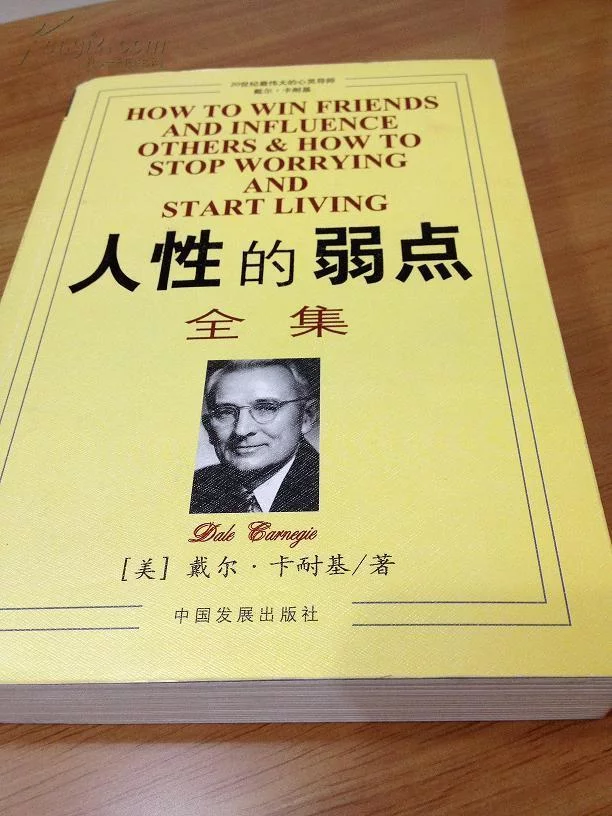 20世纪最伟大的心灵导师
戴尔·卡耐基
HOW TO WIN FRIENDS
AND INFLUENCE
OTHERS & HOW TO
STOP WORRYING
AND
START LIVING
人性的弱点
全集
Dale Carnegie
[美] 戴尔·卡耐基/著
中国发展出版社